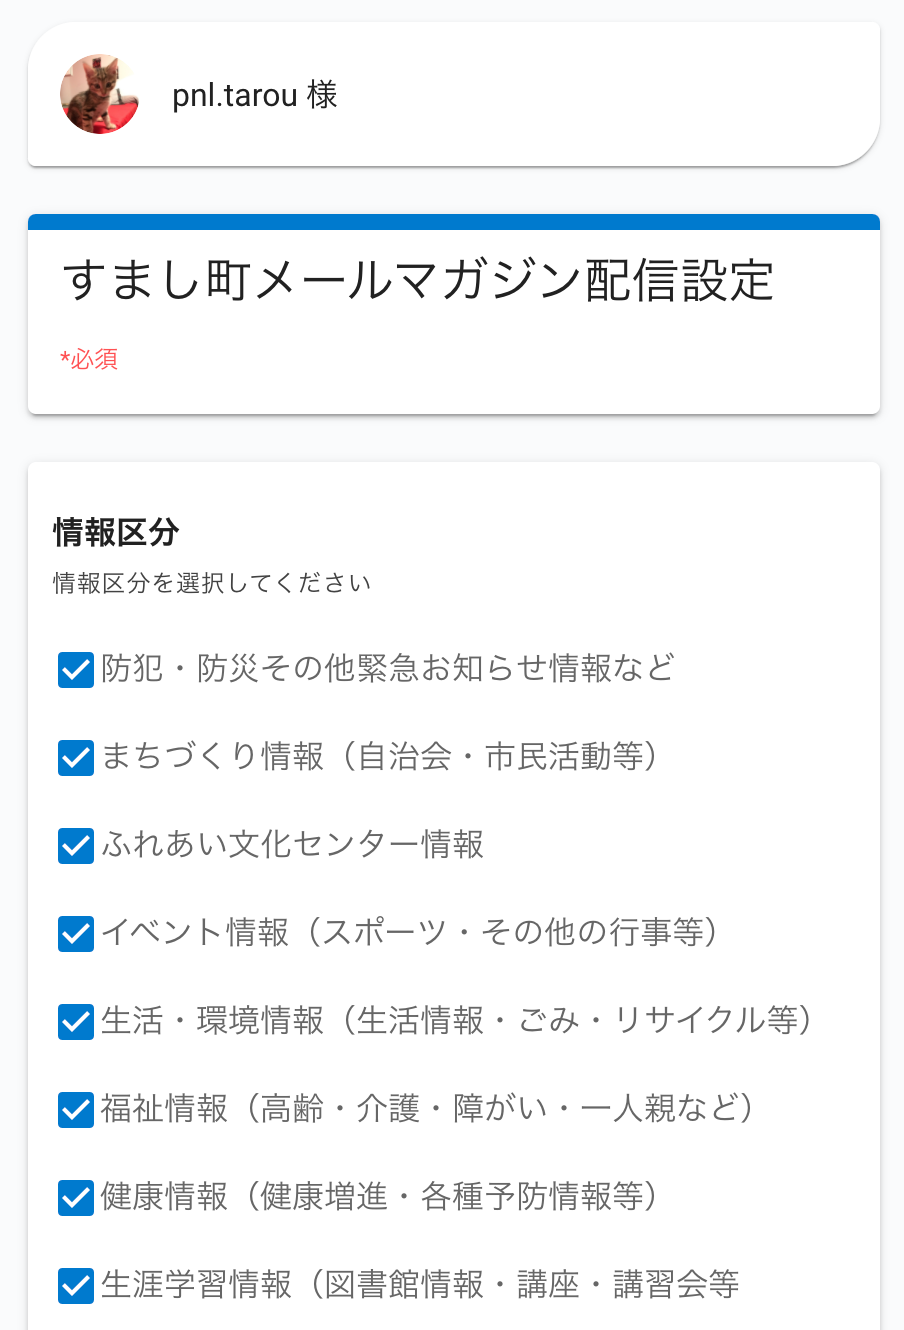 pnl.tarou 様
すまし町メールマガジン配信設定
*必須
情報区分
情報区分を選択してください
防犯・防災その他緊急お知らせ情報など
まちづくり情報（自治会・市民活動等）
ふれあい文化センター情報
イベント情報（スポーツ・その他の行事等）
生活・環境情報（生活情報・ごみ・リサイクル等）
福祉情報（高齢・介護・障がい・一人親など）
健康情報（健康増進・各種予防情報等）
生涯学習情報（図書館情報・講座・講習会等